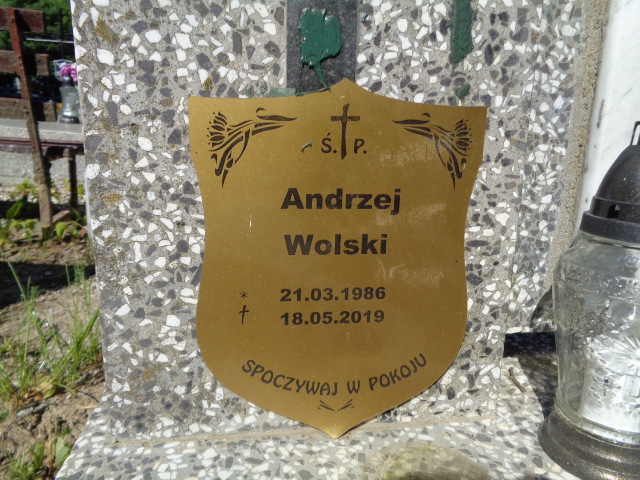 Ś. P.
Andrzej
Wolski
* 21.03.1986
† 18.05.2019
SPOCZYWAJ W POKOJU